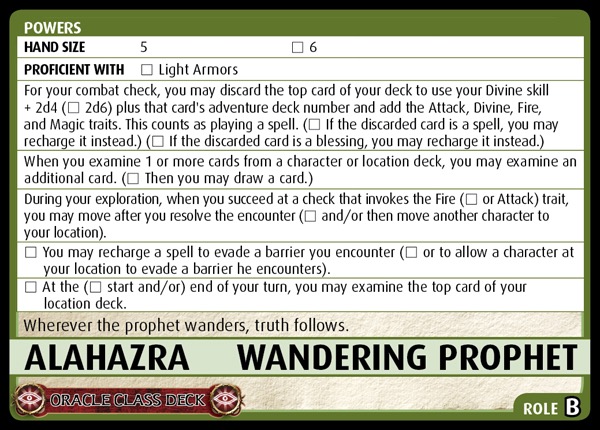 POWERS
HAND SIZE 5 ☐ 6
PROFICIENT WITH ☐ Light Armors
For your combat check, you may discard the top card of your deck to use your Divine skill
+ 2d4 (☐ 2d6) plus that card's adventure deck number and add the Attack, Divine, Fire,
and Magic traits. This counts as playing a spell. (☐ If the discarded card is a spell, you may
recharge it instead.) (☐ If the discarded card is a blessing, you may recharge it instead.)
When you examine 1 or more cards from a character or location deck, you may examine an
additional card. (☐ Then you may draw a card.)
During your exploration, when you succeed at a check that invokes the Fire (☐ or Attack) trait,
you may move after you resolve the encounter (☐ and/or then move another character to
your location).
☐ You may recharge a spell to evade a barrier you encounter (☐ or to allow a character at
your location to evade a barrier he encounters).
☐ At the (☐ start and/or) end of your turn, you may examine the top card of your
location deck.
Wherever the prophet wanders, truth follows.
ALAHAZRA WANDERING PROPHET
ORACLE CLASS DECK
ROLE B